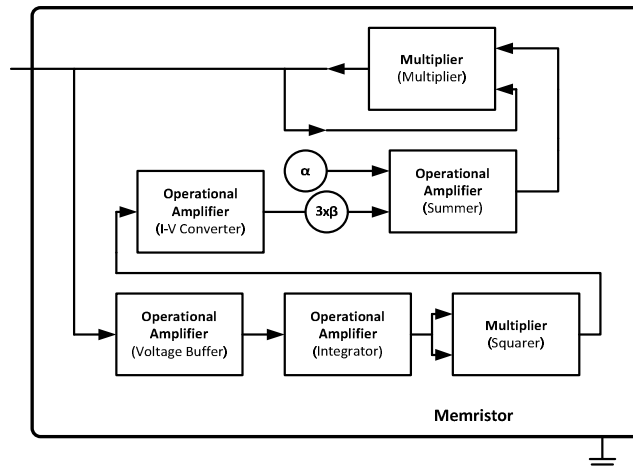 Multiplier
(Multiplier)
α
Operational
Amplifier
(Summer)
Operational
Amplifier
(I-V Converter)
3xβ
Operational
Amplifier
(Voltage Buffer)
Operational
Amplifier
(Integrator)
Multiplier
(Squarer)
Memristor